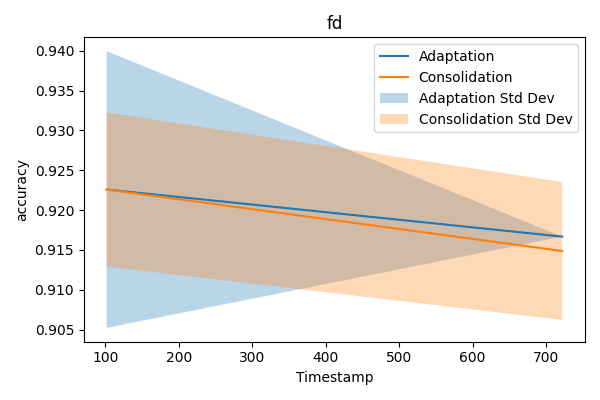 fd
0.940
0.935
0.930
0.925
0.920
0.915
0.910
0.905
accuracy
Adaptation
Consolidation
Adaptation Std Dev
Consolidation Std Dev
100 200 300 400 500 600 700
Timestamp